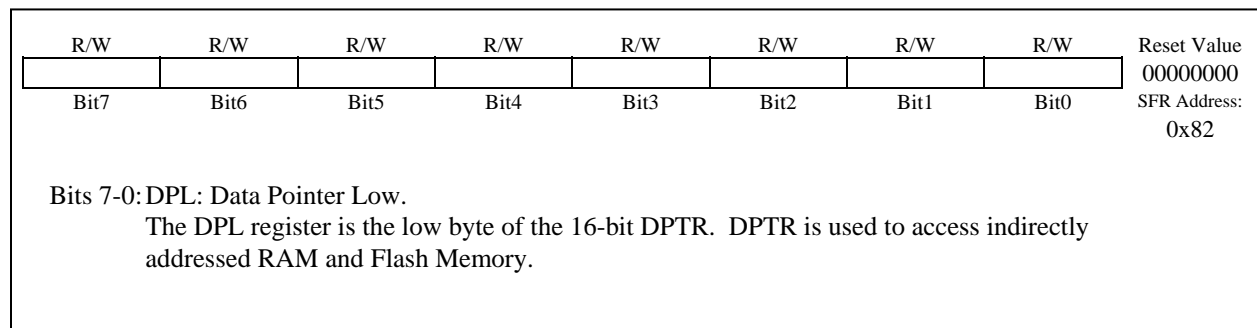 R/W R/W R/W R/W R/W R/W R/W R/W Reset Value
00000000
Bit7 Bit6 Bit5 Bit4 Bit3 Bit2 Bit1 Bit0 SFR Address:
0x82
Bits 7-0: DPL: Data Pointer Low.
The DPL register is the low byte of the 16-bit DPTR. DPTR is used to access indirectly
addressed RAM and Flash Memory.